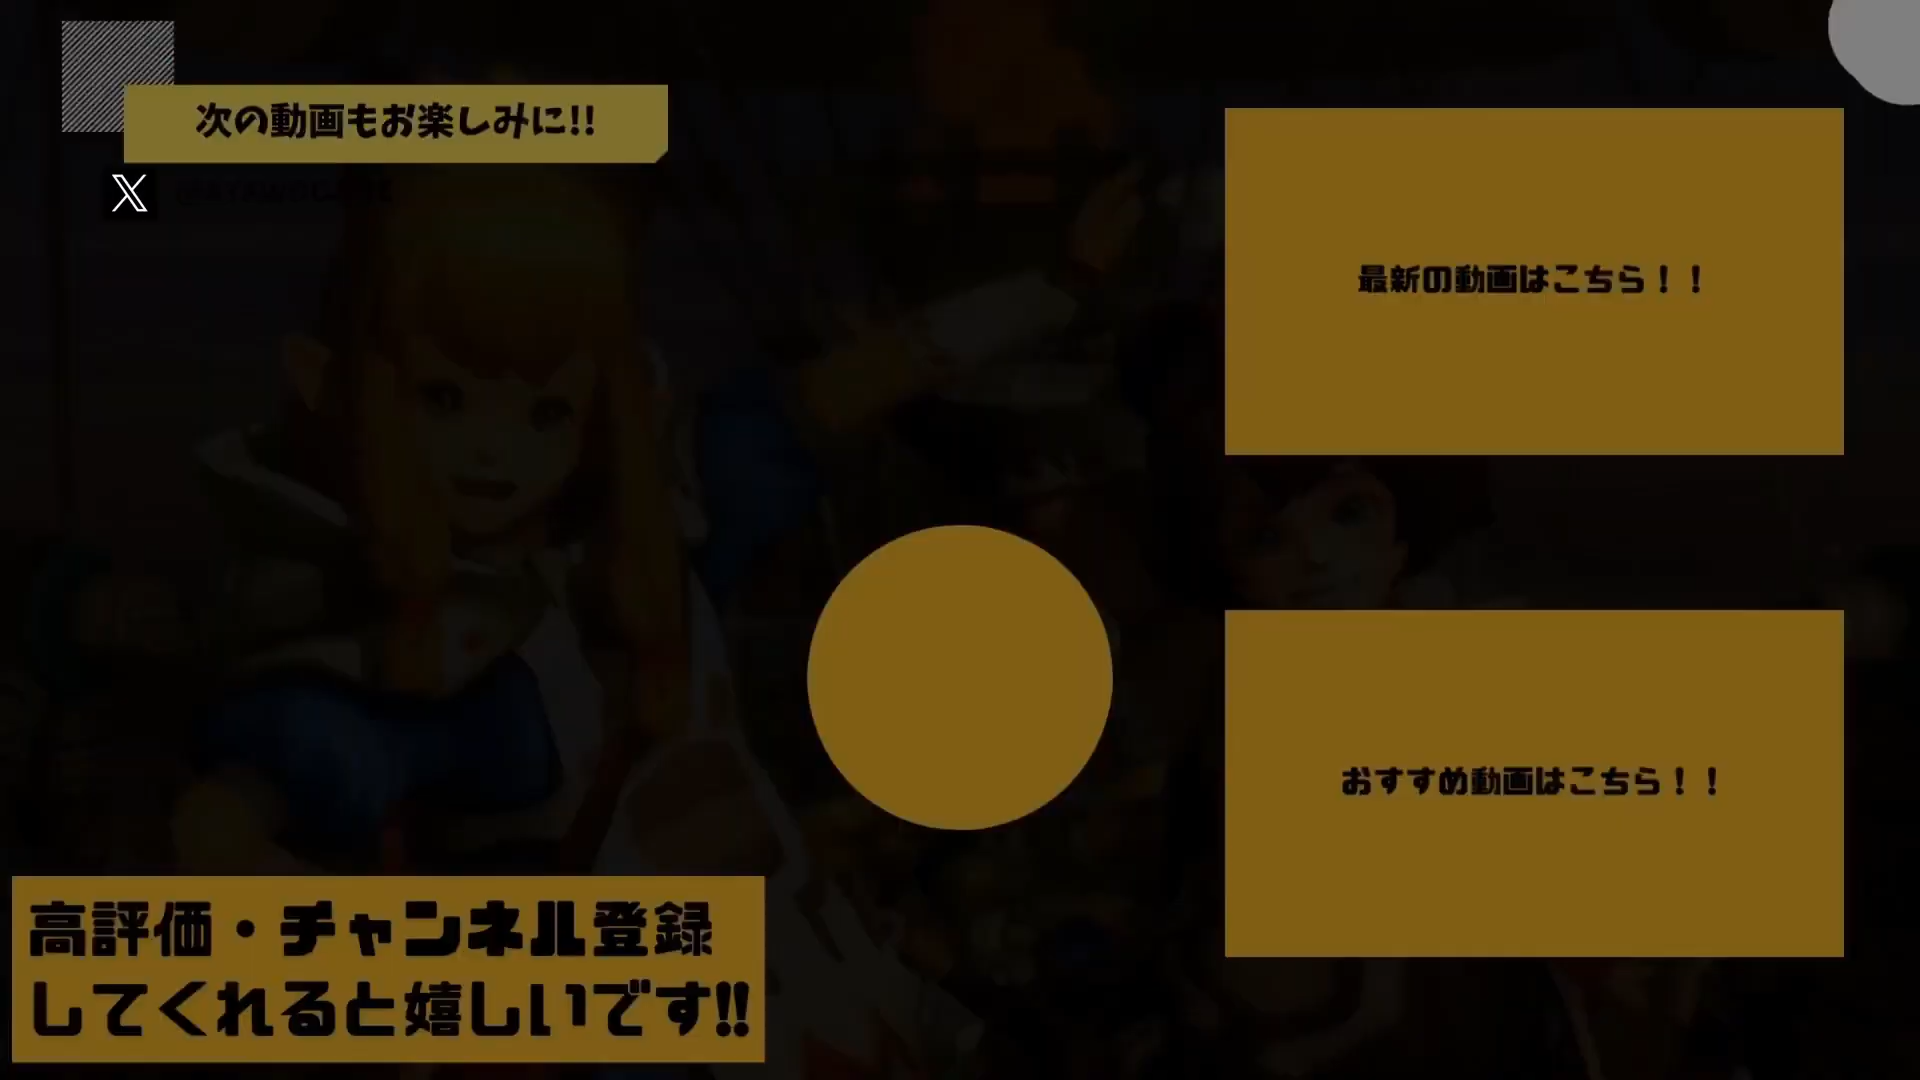 次の動画もお楽しみに!!
最新の動画はこちら！！
おすすめ動画はこちら！！
高評価・チャンネル登録
してくれると嬉しいです!!